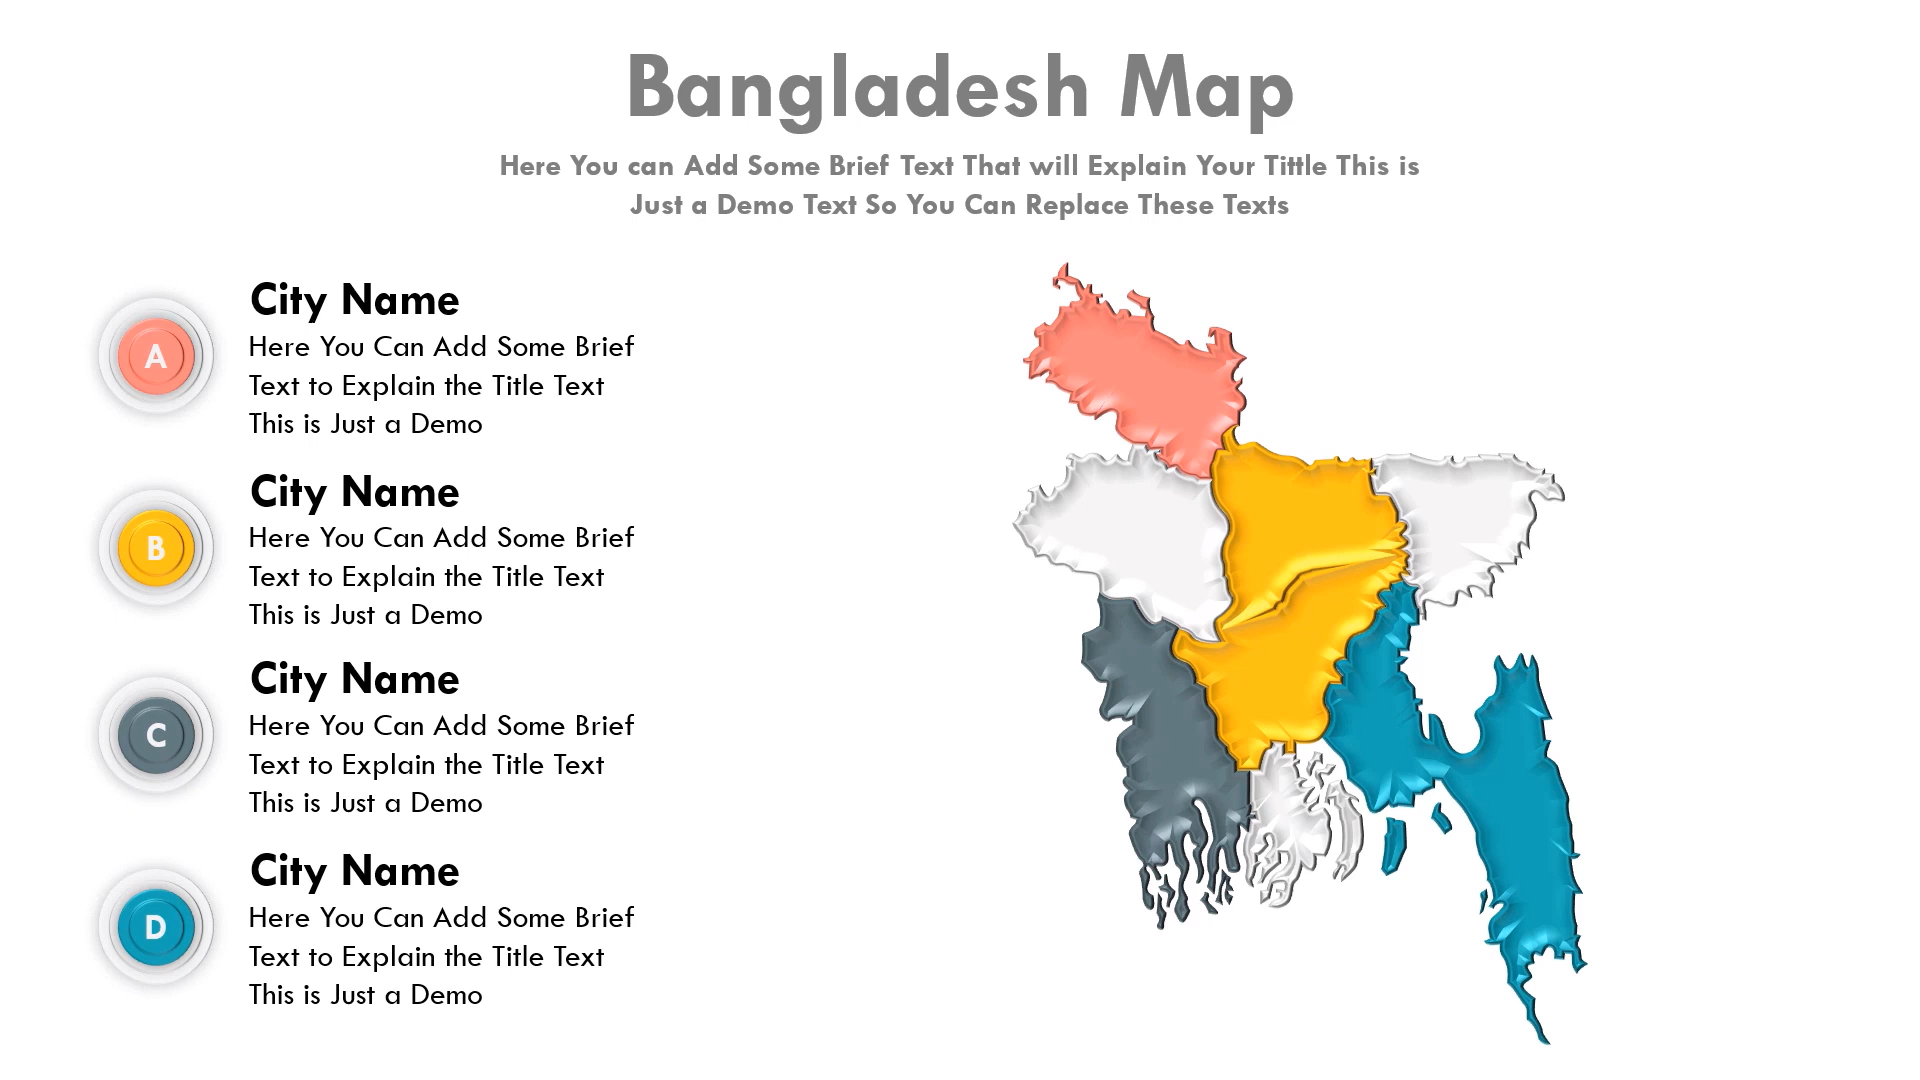 Bangladesh Map
Here You can Add Some Brief Text That will Explain Your Tittle This is
Just a Demo Text So You Can Replace These Texts
A
City Name
Here You Can Add Some Brief
Text to Explain the Title Text
This is Just a Demo
B
City Name
Here You Can Add Some Brief
Text to Explain the Title Text
This is Just a Demo
C
City Name
Here You Can Add Some Brief
Text to Explain the Title Text
This is Just a Demo
D
City Name
Here You Can Add Some Brief
Text to Explain the Title Text
This is Just a Demo